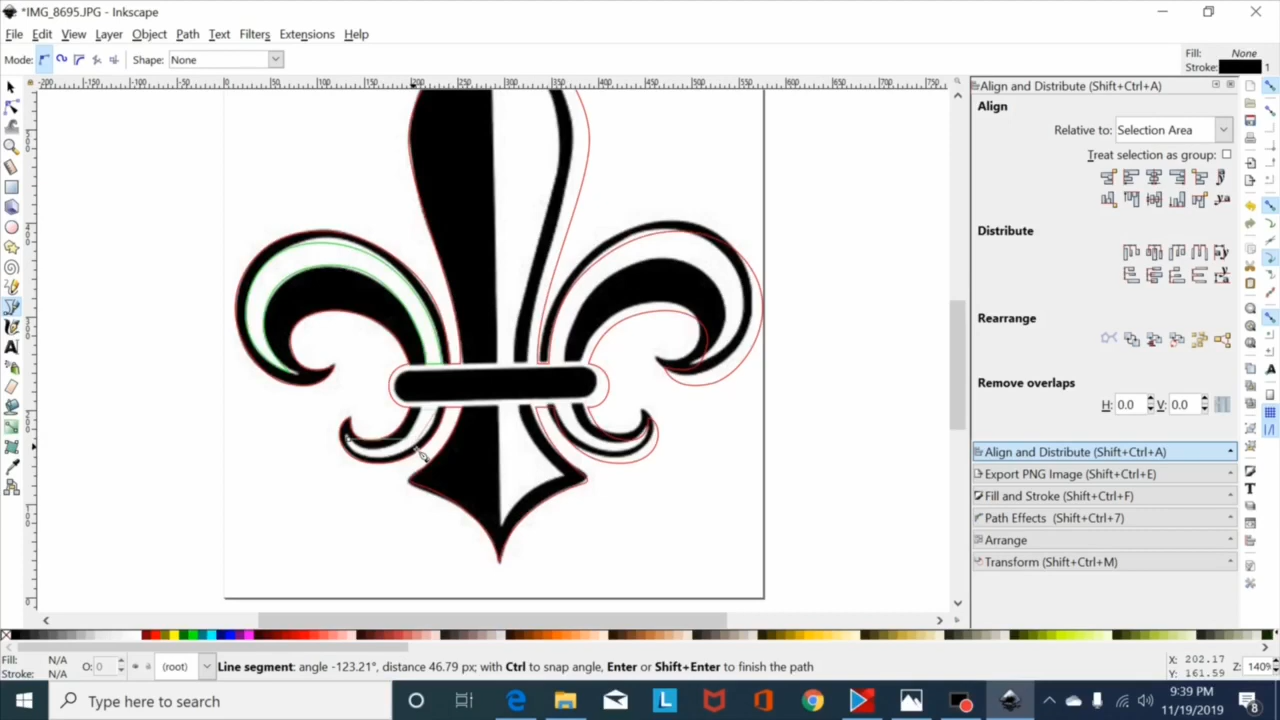 *IMG_8695.JPG - Inkscape
File Edit View Layer Object Path Text Filters Extensions Help
Mode: Shape: None
Fill: None
Stroke: 1
Align and Distribute (Shift+Ctrl+A)
Align
Relative to: Selection Area
Treat selection as group:
Distribute
Rearrange
Remove overlaps
H: 0.0 V: 0.0
Align and Distribute (Shift+Ctrl+A)
Export PNG Image (Shift+Ctrl+E)
Fill and Stroke (Shift+Ctrl+F)
Path Effects (Shift+Ctrl+7)
Arrange
Transform (Shift+Ctrl+M)
Fill: N/A
Stroke: N/A
O: 0
(root)
Line segment: angle -123.21°, distance 46.79 px; with Ctrl to snap angle, Enter or Shift+Enter to finish the path
X: 202.17
Y: 161.59
Z: 140%
Type here to search
9:39 PM
11/19/2019
8